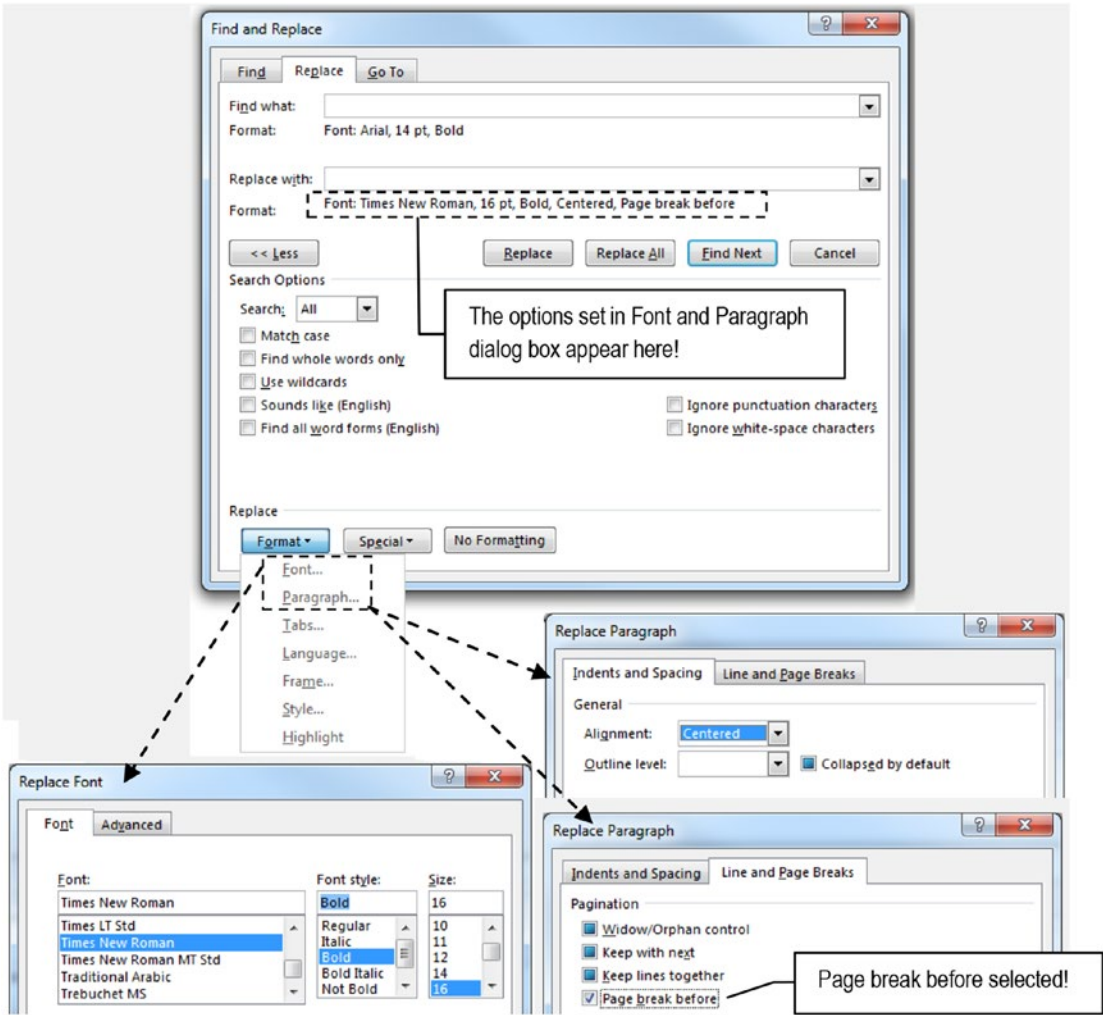 Find and Replace
Find Replace Go To
Find what:
Format: Font: Arial, 14 pt, Bold
Replace with:
Format: Font: Times New Roman, 16 pt, Bold, Centered, Page break before
<< Less Replace Replace All Find Next Cancel
Search Options
Search: All
Match case
Find whole words only
Use wildcards
Sounds like (English)
Find all word forms (English)
Ignore punctuation characters
Ignore white-space characters
The options set in Font and Paragraph
dialog box appear here!
Replace
Format Special No Formatting
Font...
Paragraph...
Tabs...
Language...
Frame...
Style...
Highlight
Replace Paragraph
Indents and Spacing Line and Page Breaks
General
Alignment: Centered
Outline level: Collapsed by default
Replace Font
Font Advanced
Font: Font style: Size:
Times New Roman Bold 16
Times LT Std Regular 10
Times New Roman Italic 11
Times New Roman MT Std Bold 12
Traditional Arabic Bold Italic 14
Trebuchet MS Not Bold 16
Replace Paragraph
Indents and Spacing Line and Page Breaks
Pagination
Widow/Orphan control
Keep with next
Keep lines together
Page break before
Page break before selected!